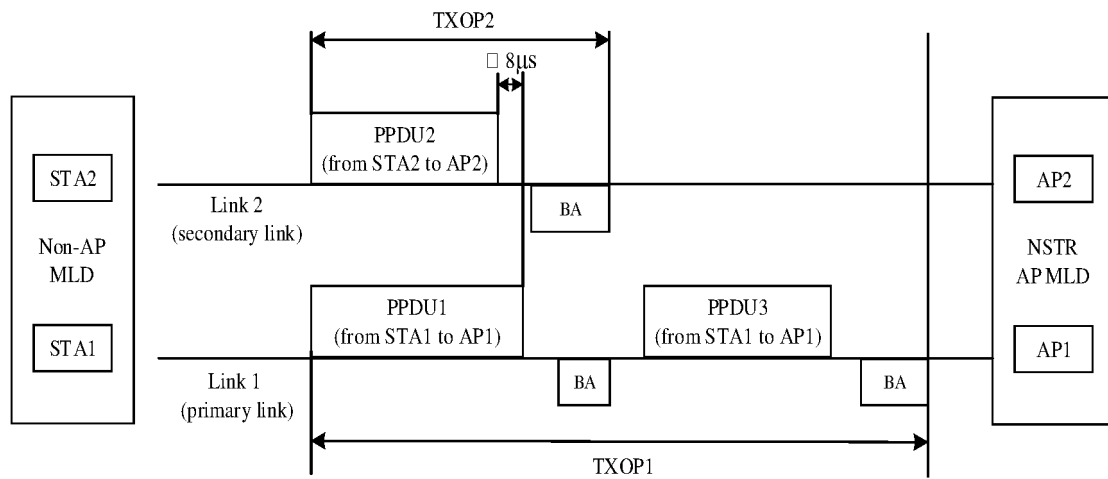 TXOP2
□ 8μs
PPDU2
(from STA2 to AP2)
STA2
AP2
Link 2
(secondary link)
BA
Non-AP
MLD
NSTR
AP MLD
PPDU1
(from STA1 to AP1)
PPDU3
(from STA1 to AP1)
STA1
AP1
Link 1
(primary link)
BA
BA
TXOP1